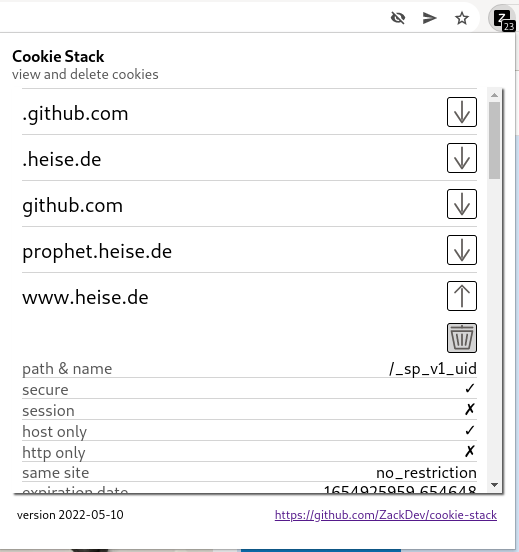 Z
23
Cookie Stack
view and delete cookies
.github.com
.heise.de
github.com
prophet.heise.de
www.heise.de
path & name /_sp_v1_uid
secure ✓
session ✗
host only ✓
http only ✗
same site no_restriction
expiration date 1654925959.654648
version 2022-05-10 https://github.com/ZackDev/cookie-stack